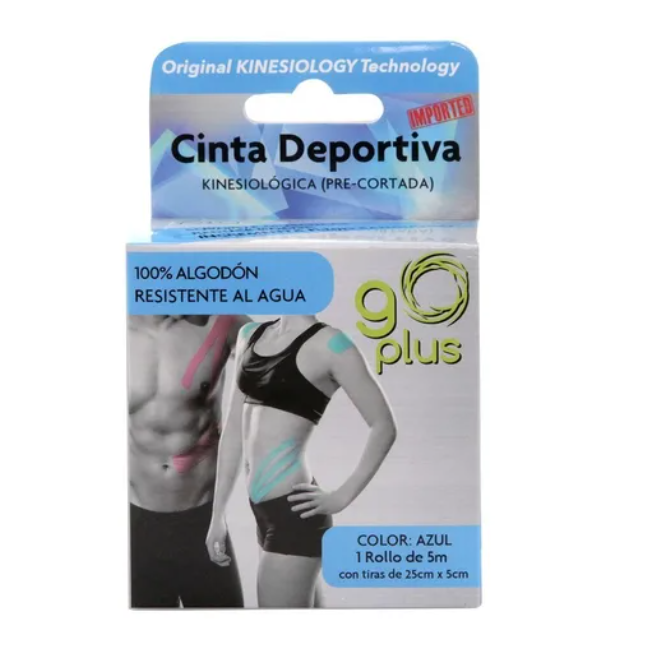 Original KINESIOLOGY Technology
IMPORTED
Cinta Deportiva
KINESIOLÓGICA (PRE-CORTADA)
100% ALGODÓN
RESISTENTE AL AGUA
go
plus
COLOR: AZUL
1 Rollo de 5m
con tiras de 25cm x 5cm